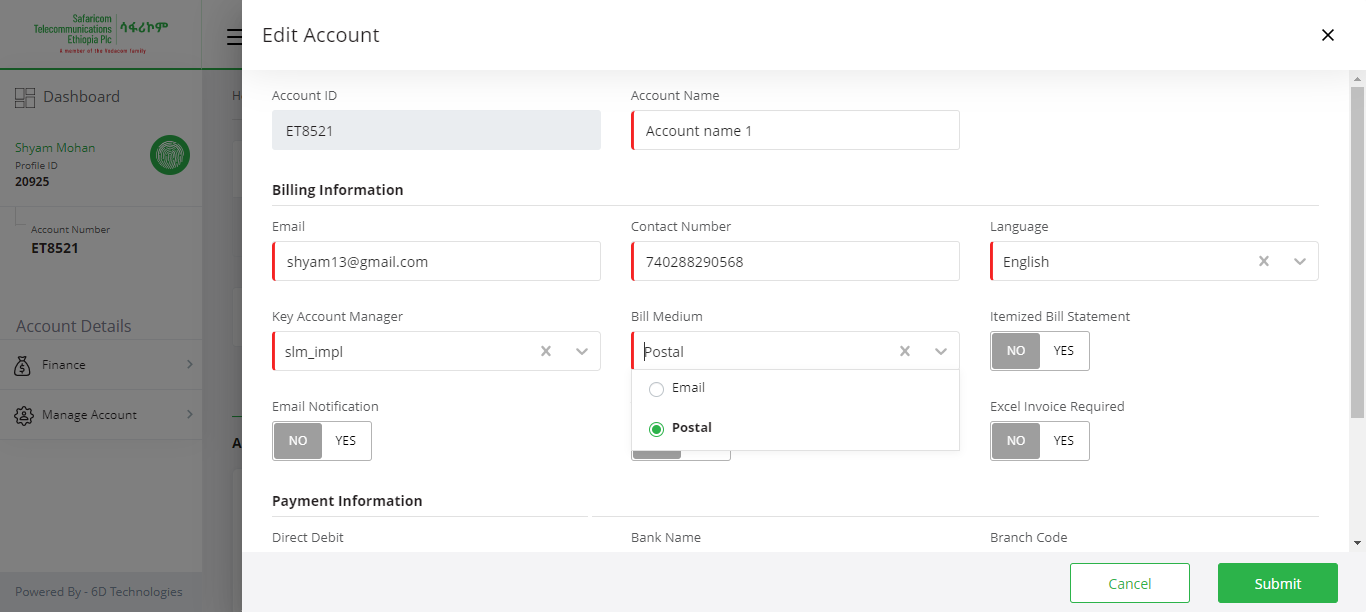 Safaricom
Telecommunications
Ethiopia Plc
ሳፋሪኮም
A member of the Vodacom family
Edit Account
Dashboard
Shyam Mohan
Profile ID
20925
Account Number
ET8521
Account Details
Finance
Manage Account
Powered By - 6D Technologies
Account ID
Account Name
ET8521
Account name 1
Billing Information
Email
Contact Number
Language
shyam13@gmail.com
740288290568
English
Key Account Manager
Bill Medium
Itemized Bill Statement
slm_impl
Postal
NO YES
Email
Postal
Email Notification
Excel Invoice Required
NO YES
NO YES
Payment Information
Direct Debit
Bank Name
Branch Code
Cancel
Submit